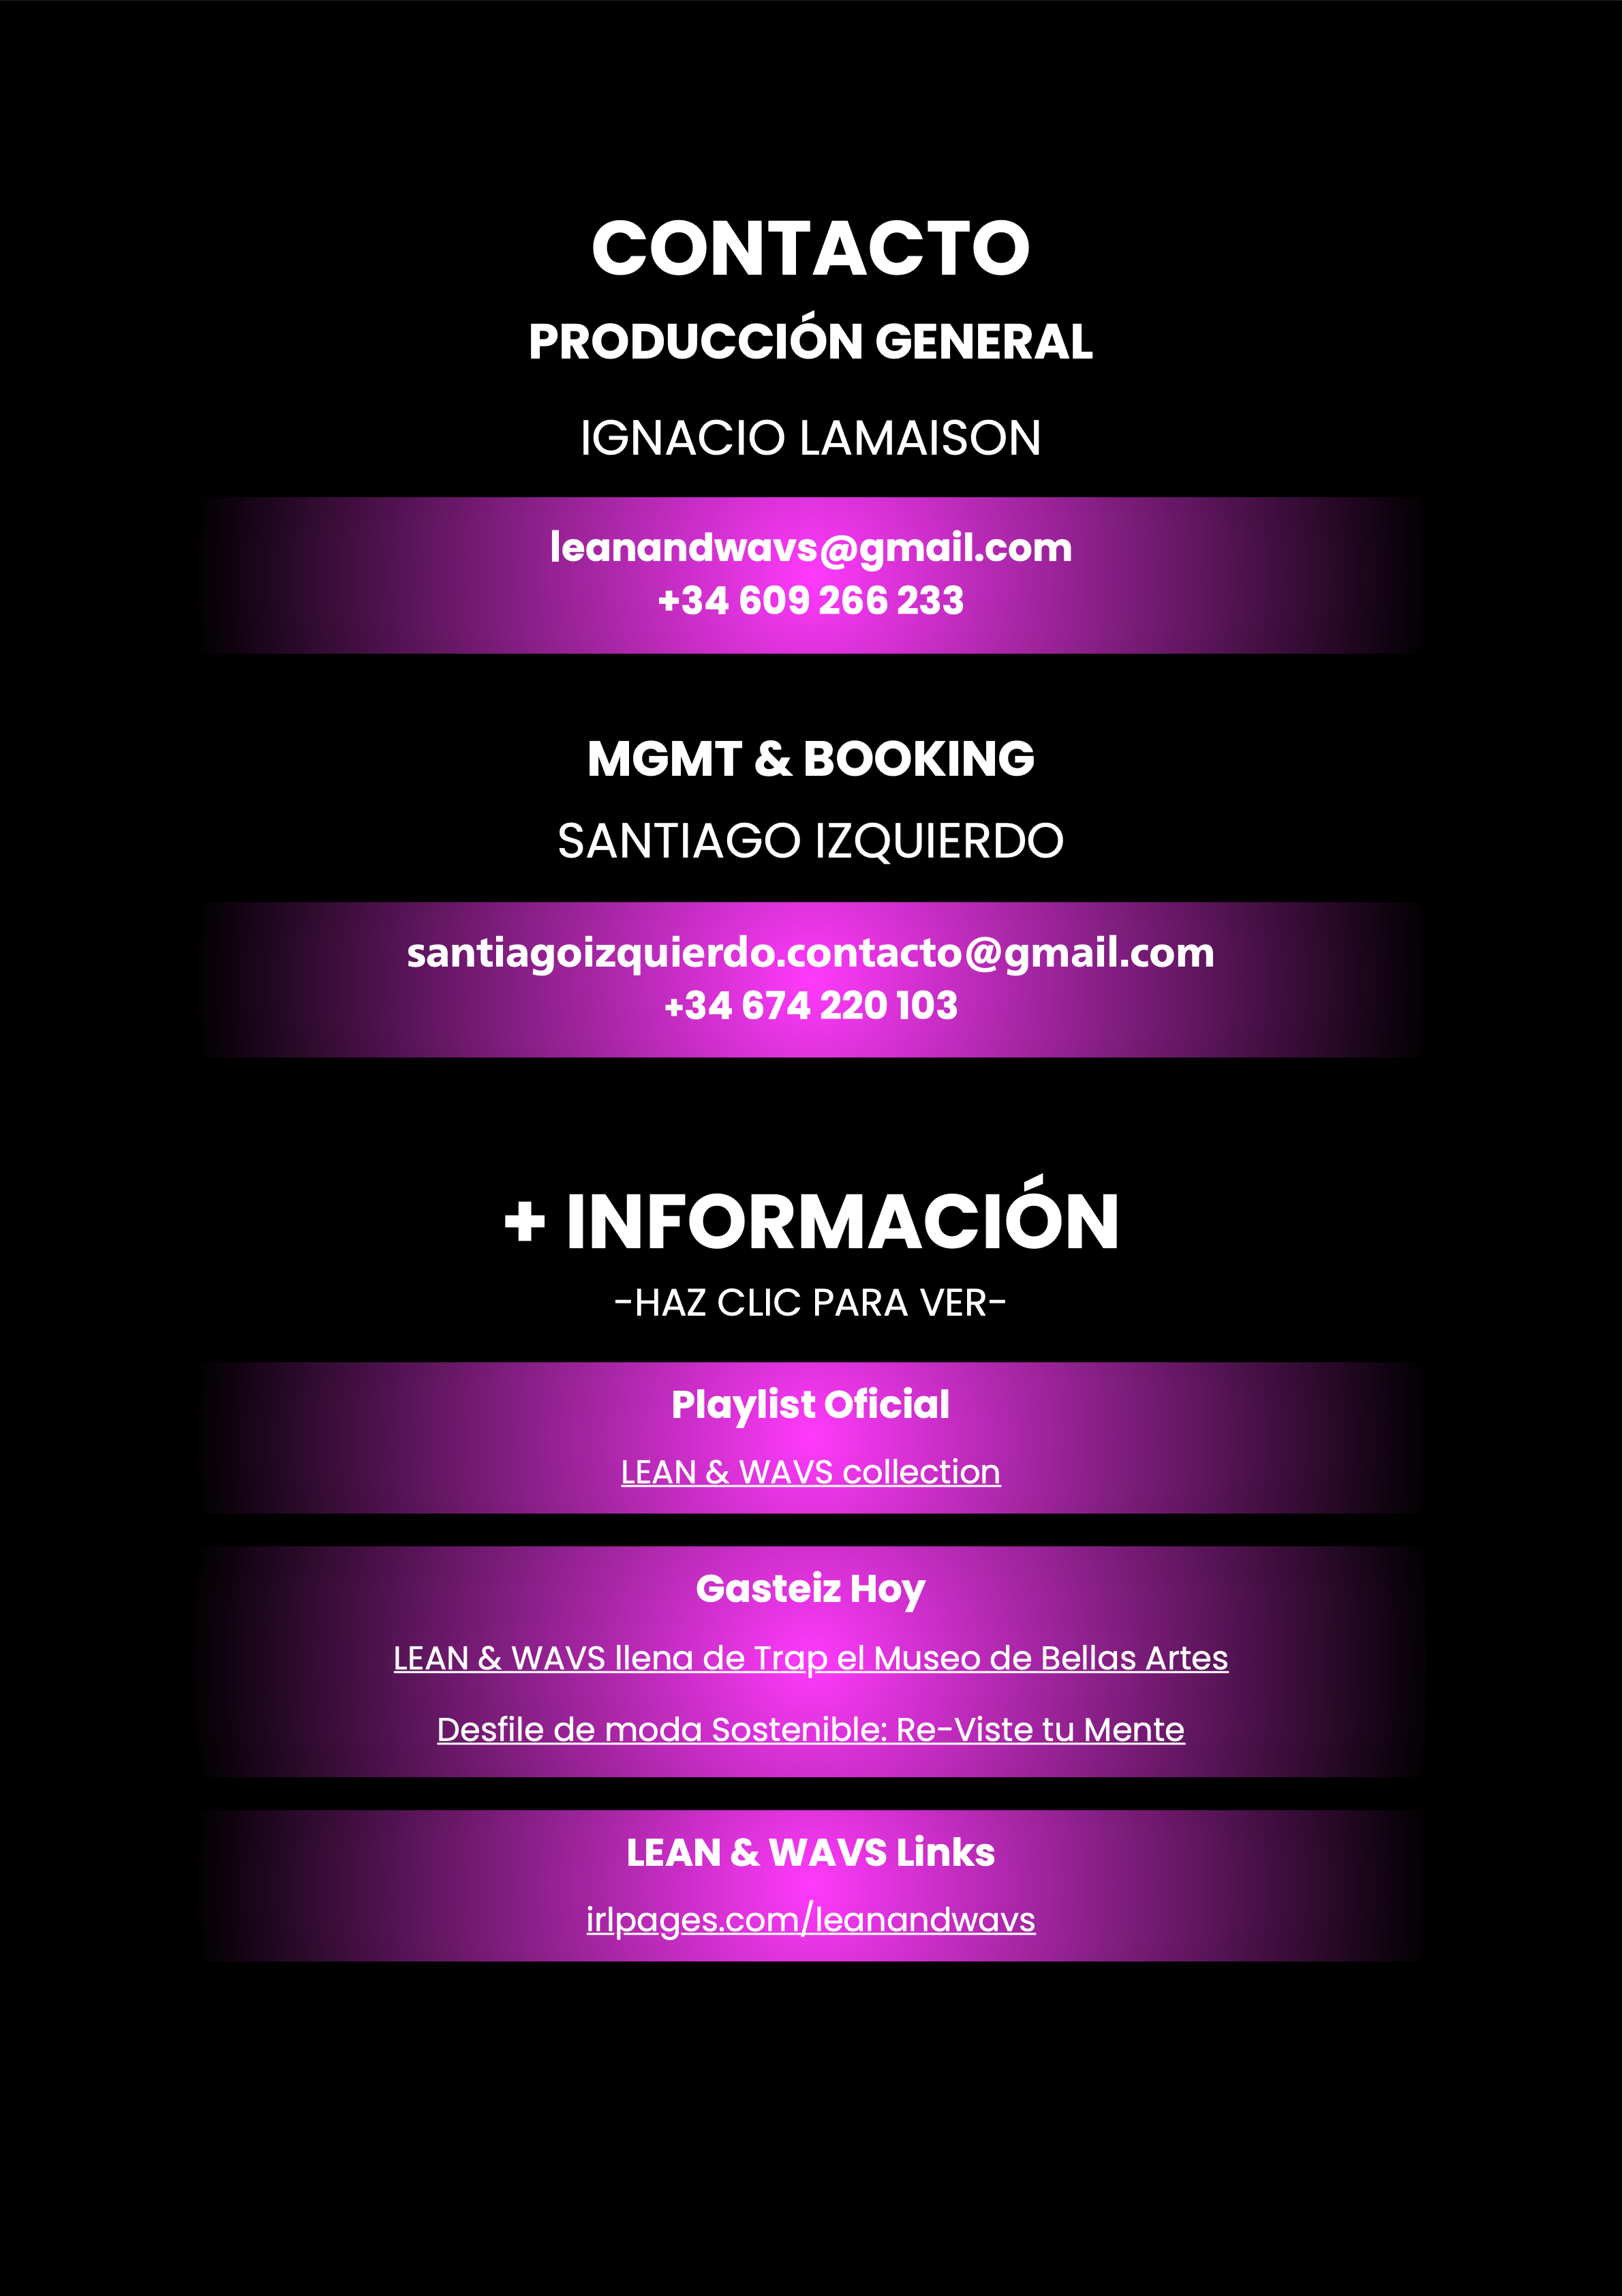 CONTACTO
PRODUCCIÓN GENERAL
IGNACIO LAMAISON
leanandwavs@gmail.com
+34 609 266 233
MGMT & BOOKING
SANTIAGO IZQUIERDO
santiagoizquierdo.contacto@gmail.com
+34 674 220 103
+ INFORMACIÓN
-HAZ CLIC PARA VER-
Playlist Oficial
LEAN & WAVS collection
Gasteiz Hoy
LEAN & WAVS llena de Trap el Museo de Bellas Artes
Desfile de moda Sostenible: Re-Viste tu Mente
LEAN & WAVS Links
irlpages.com/leanandwavs